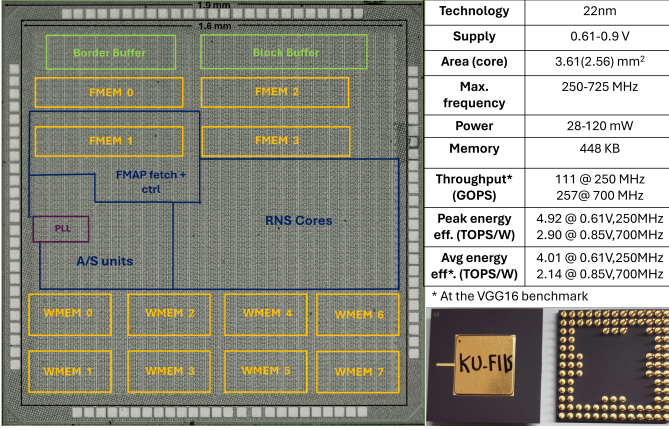 1.9 mm
1.6 mm
Border Buffer
Block Buffer
FMEM 0
FMEM 2
FMEM 1
FMEM 3
FMAP fetch +
ctrl
RNS Cores
PLL
A/S units
WMEM 0
WMEM 2
WMEM 4
WMEM 6
WMEM 1
WMEM 3
WMEM 5
WMEM 7
Technology 22nm
Supply 0.61-0.9 V
Area (core) 3.61(2.56) mm²
Max.
frequency 250-725 MHz
Power 28-120 mW
Memory 448 KB
Throughput* 111 @ 250 MHz
(GOPS) 257@ 700 MHz
Peak energy 4.92 @ 0.61V,250MHz
eff. (TOPS/W) 2.90 @ 0.85V,700MHz
Avg energy 4.01 @ 0.61V,250MHz
eff*. (TOPS/W) 2.14 @ 0.85V,700MHz
* At the VGG16 benchmark